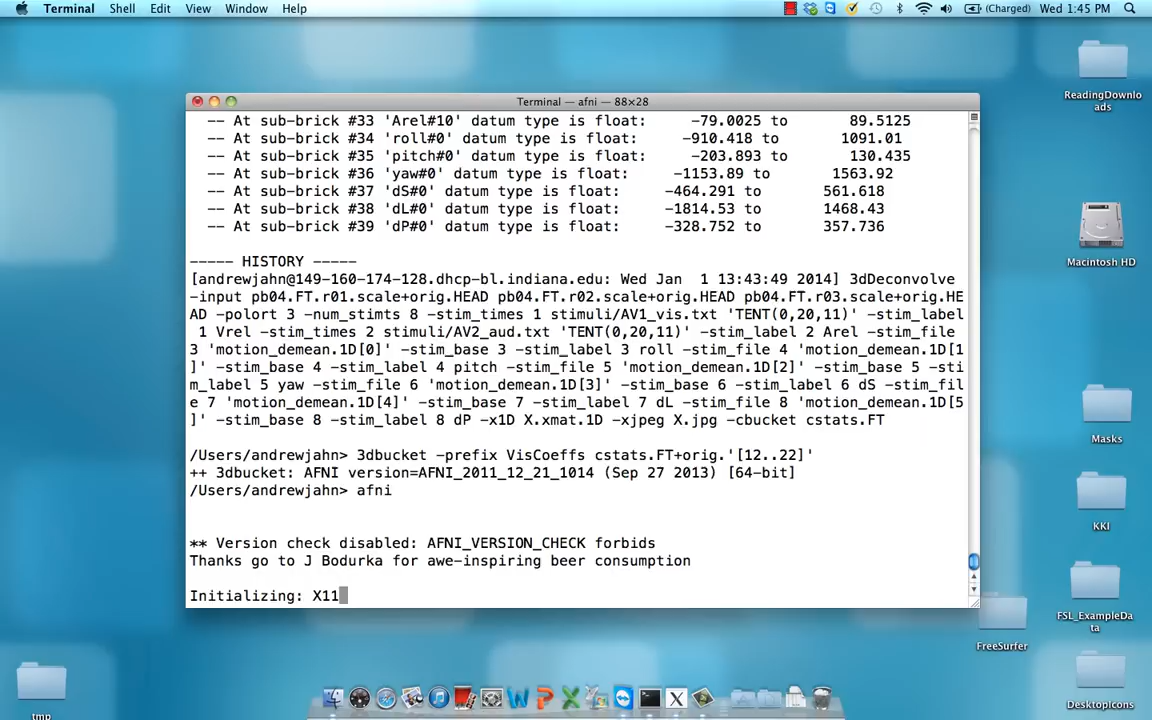 Terminal Shell Edit View Window Help
(Charged) Wed 1:45 PM
Terminal — afni — 88×28
-- At sub-brick #33 'Arel#10' datum type is float: -79.0025 to 89.5125
-- At sub-brick #34 'roll#0' datum type is float: -910.418 to 1091.01
-- At sub-brick #35 'pitch#0' datum type is float: -203.893 to 130.435
-- At sub-brick #36 'yaw#0' datum type is float: -1153.89 to 1563.92
-- At sub-brick #37 'dS#0' datum type is float: -464.291 to 561.618
-- At sub-brick #38 'dL#0' datum type is float: -1814.53 to 1468.43
-- At sub-brick #39 'dP#0' datum type is float: -328.752 to 357.736
----- HISTORY -----
[andrewjahn@149-160-174-128.dhcp-bl.indiana.edu: Wed Jan  1 13:43:49 2014] 3dDeconvolve
-input pb04.FT.r01.scale+orig.HEAD pb04.FT.r02.scale+orig.HEAD pb04.FT.r03.scale+orig.HE
AD -polort 3 -num_stimts 8 -stim_times 1 stimuli/AV1_vis.txt 'TENT(0,20,11)' -stim_label
1 Vrel -stim_times 2 stimuli/AV2_aud.txt 'TENT(0,20,11)' -stim_label 2 Arel -stim_file
3 'motion_demean.1D[0]' -stim_base 3 -stim_label 3 roll -stim_file 4 'motion_demean.1D[1
]' -stim_base 4 -stim_label 4 pitch -stim_file 5 'motion_demean.1D[2]' -stim_base 5 -sti
m_label 5 yaw -stim_file 6 'motion_demean.1D[3]' -stim_base 6 -stim_label 6 dS -stim_fil
e 7 'motion_demean.1D[4]' -stim_base 7 -stim_label 7 dL -stim_file 8 'motion_demean.1D[5
]' -stim_base 8 -stim_label 8 dP -x1D X.xmat.1D -xjpeg X.jpg -cbucket cstats.FT
/Users/andrewjahn> 3dbucket -prefix VisCoeffs cstats.FT+orig.'[12..22]'
++ 3dbucket: AFNI version=AFNI_2011_12_21_1014 (Sep 27 2013) [64-bit]
/Users/andrewjahn> afni
** Version check disabled: AFNI_VERSION_CHECK forbids
Thanks go to J Bodurka for awe-inspiring beer consumption
Initializing: X11
ReadingDownlo
ads
Macintosh HD
Masks
KKI
FSL_ExampleDa
ta
FreeSurfer
DesktopIcons
tmp